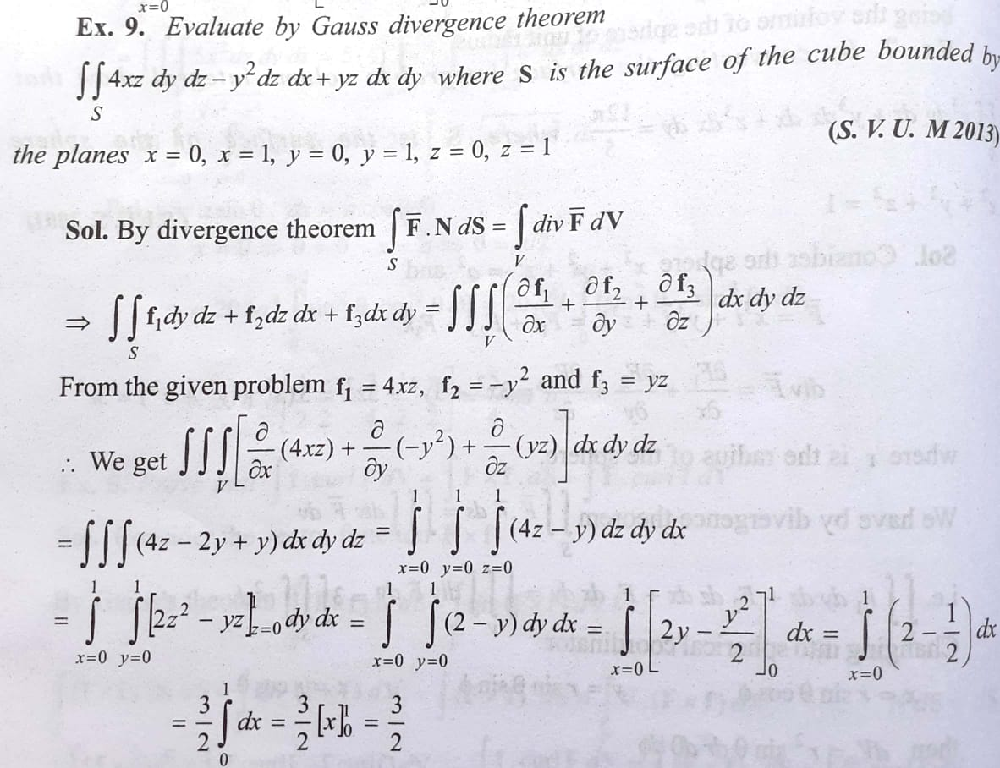 x=0
Ex. 9. Evaluate by Gauss divergence theorem
∫∫_S 4xz dy dz – y² dz dx + yz dx dy where S is the surface of the cube bounded by
(S. V. U. M 2013)
the planes x = 0, x = 1, y = 0, y = 1, z = 0, z = 1
Sol. By divergence theorem ∫_S F̅ . N dS = ∫_V div F̅ dV
⇒ ∫∫_S f₁dy dz + f₂dz dx + f₃dx dy = ∫∫∫_V (∂f₁/∂x + ∂f₂/∂y + ∂f₃/∂z) dx dy dz
From the given problem f₁ = 4xz, f₂ = –y² and f₃ = yz
∴ We get ∫∫∫_V [∂/∂x (4xz) + ∂/∂y (–y²) + ∂/∂z (yz)] dx dy dz
= ∫∫∫ (4z – 2y + y) dx dy dz = ∫_{x=0}^{1} ∫_{y=0}^{1} ∫_{z=0}^{1} (4z – y) dz dy dx
= ∫_{x=0}^{1} ∫_{y=0}^{1} [2z² – yz]_{z=0}^{1} dy dx = ∫_{x=0}^{1} ∫_{y=0}^{1} (2 – y) dy dx = ∫_{x=0}^{1} [2y – y²/2]_0^1 dx = ∫_{x=0}^{1} (2 – 1/2) dx
= 3/2 ∫_0^1 dx = 3/2 [x]_0^1 = 3/2